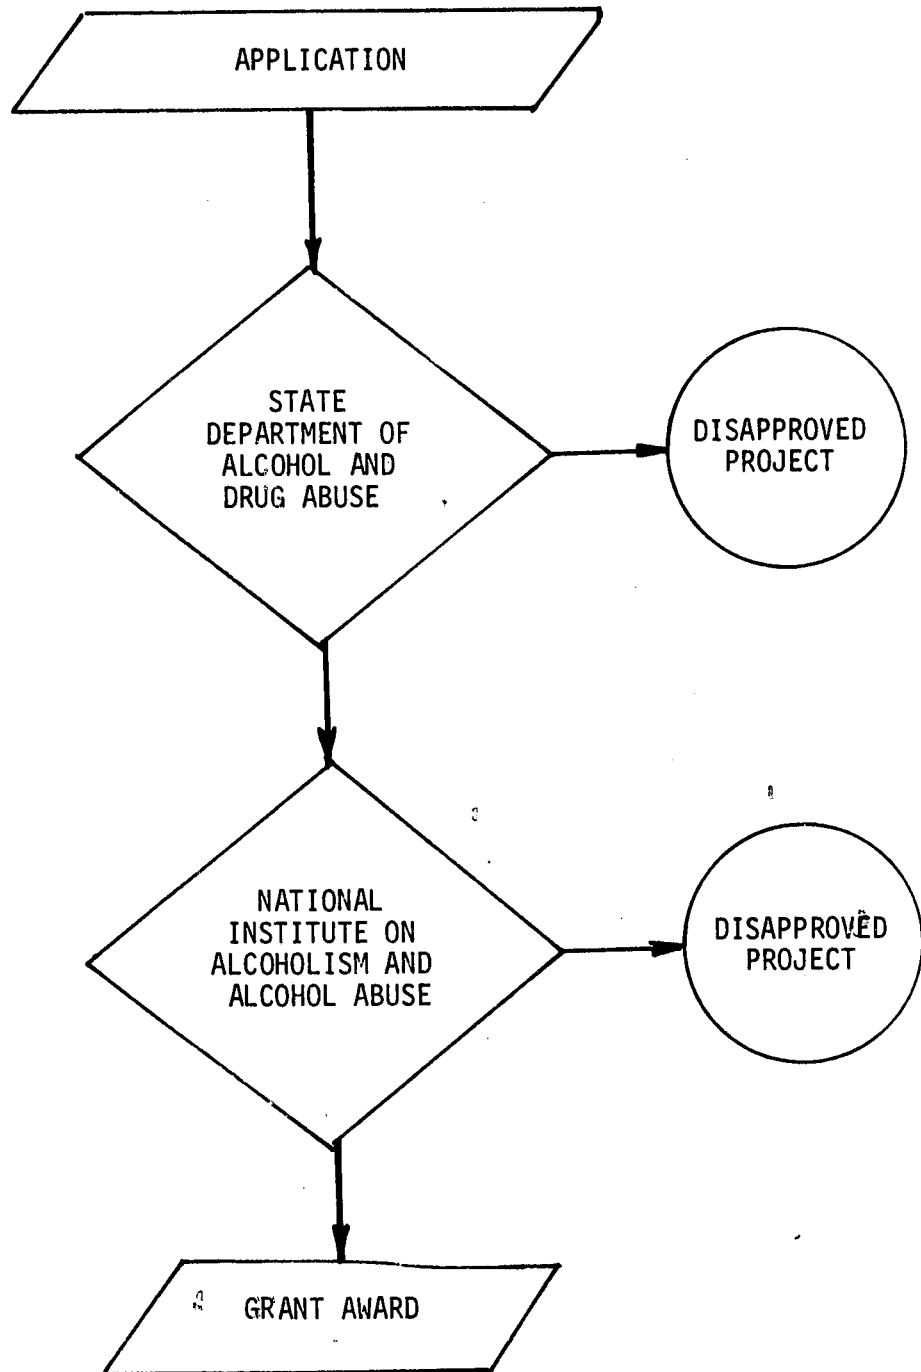 APPLICATION
STATE
DEPARTMENT OF
ALCOHOL AND
DRUG ABUSE
DISAPPROVED
PROJECT
NATIONAL
INSTITUTE ON
ALCOHOLISM AND
ALCOHOL ABUSE
DISAPPROVED
PROJECT
GRANT AWARD